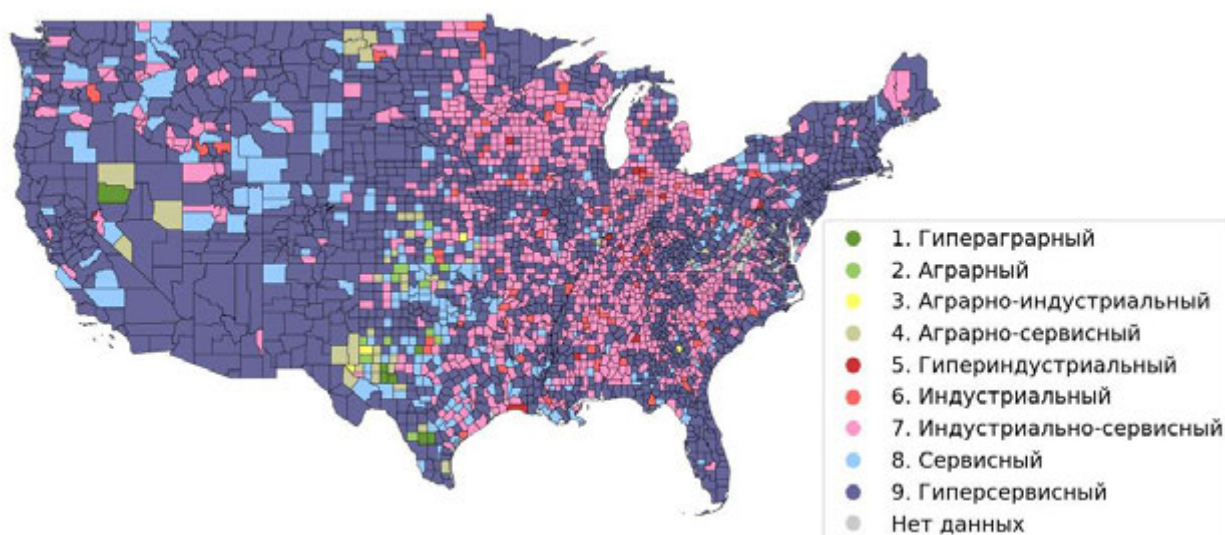 1. Гипераграрный
2. Аграрный
3. Аграрно-индустриальный
4. Аграрно-сервисный
5. Гипериндустриальный
6. Индустриальный
7. Индустриально-сервисный
8. Сервисный
9. Гиперсервисный
Нет данных